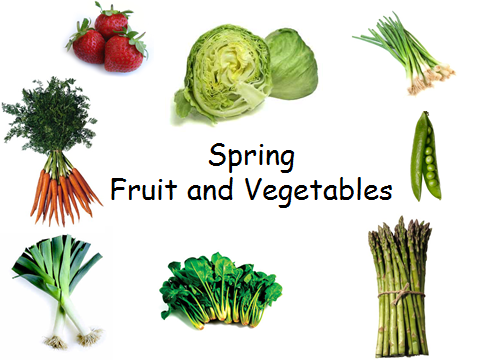 Spring
Fruit and Vegetables